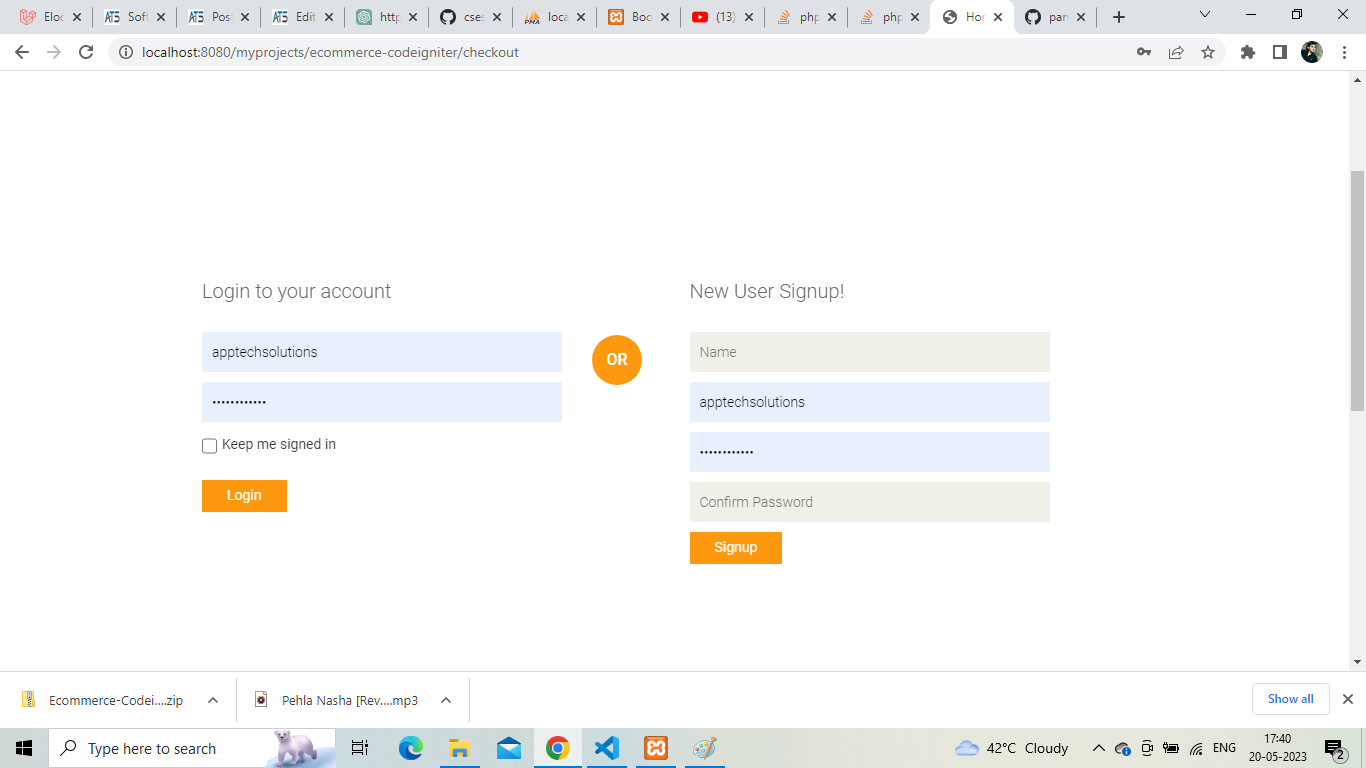 Eloc
Soft
Post
Edit
http
cses
loca
Boo
(13)
php
php
Hor
pan
localhost:8080/myprojects/ecommerce-codeigniter/checkout
Login to your account
New User Signup!
apptechsolutions
OR
Name
••••••••••••
apptechsolutions
Keep me signed in
••••••••••••
Login
Confirm Password
Signup
Ecommerce-Codei....zip
Pehla Nasha [Rev....mp3
Show all
Type here to search
42°C Cloudy
ENG
17:40
20-05-2023
2